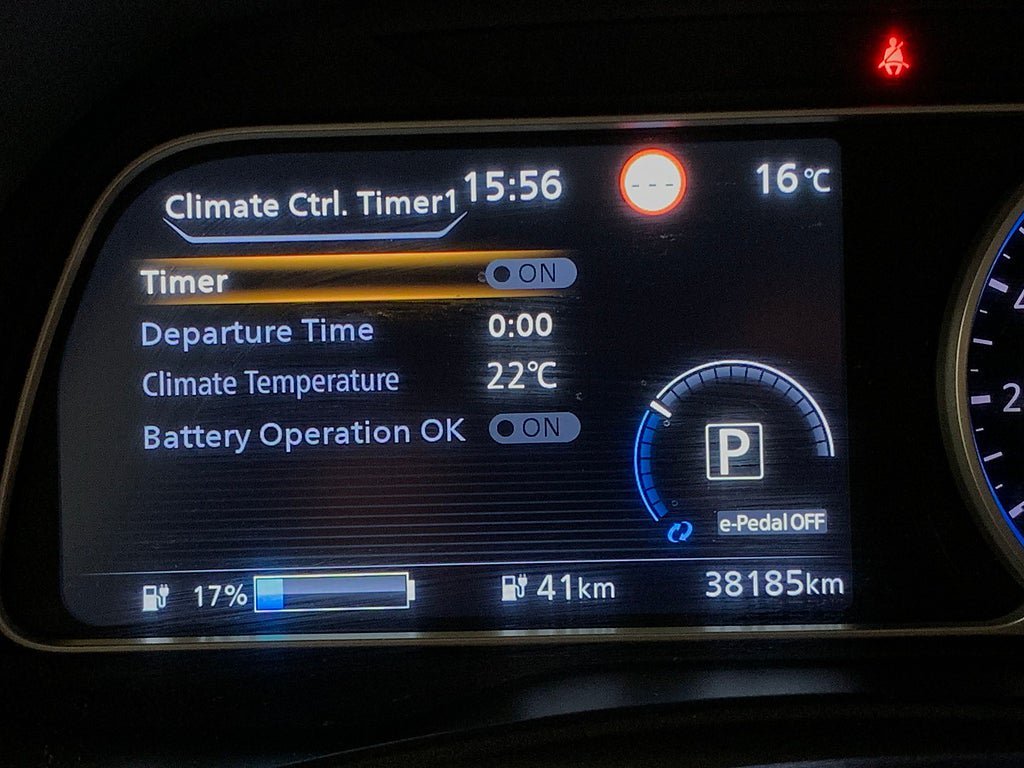 Climate Ctrl. Timer1 15:56 --- 16°C
Timer ON
Departure Time 0:00
Climate Temperature 22°C
Battery Operation OK ON
P
e-Pedal OFF
17% 41km 38185km
2